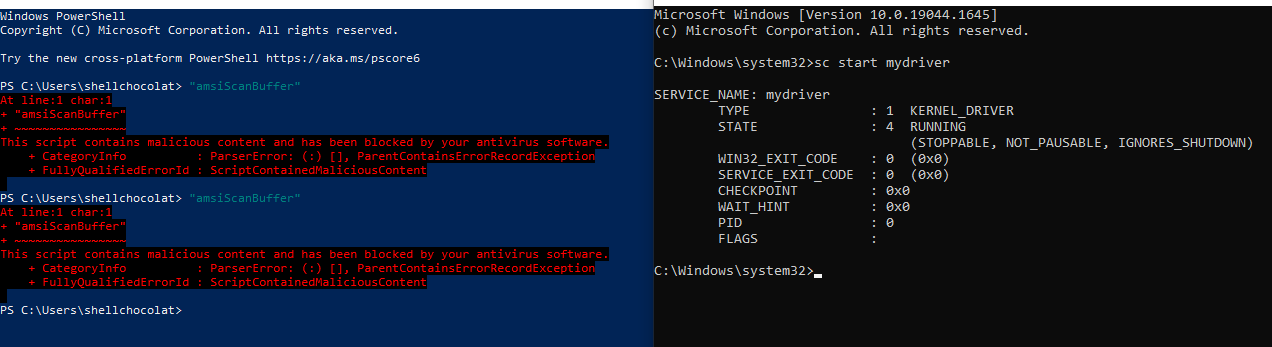 Windows PowerShell
Copyright (C) Microsoft Corporation. All rights reserved.
Try the new cross-platform PowerShell https://aka.ms/pscore6
PS C:\Users\shellchocolat> "amsiScanBuffer"
At line:1 char:1
+ "amsiScanBuffer"
+ ~~~~~~~~~~~~~~~~
This script contains malicious content and has been blocked by your antivirus software.
    + CategoryInfo          : ParserError: (:) [], ParentContainsErrorRecordException
    + FullyQualifiedErrorId : ScriptContainedMaliciousContent
PS C:\Users\shellchocolat> "amsiScanBuffer"
At line:1 char:1
+ "amsiScanBuffer"
+ ~~~~~~~~~~~~~~~~
This script contains malicious content and has been blocked by your antivirus software.
    + CategoryInfo          : ParserError: (:) [], ParentContainsErrorRecordException
    + FullyQualifiedErrorId : ScriptContainedMaliciousContent
PS C:\Users\shellchocolat>
Microsoft Windows [Version 10.0.19044.1645]
(c) Microsoft Corporation. All rights reserved.
C:\Windows\system32>sc start mydriver
SERVICE_NAME: mydriver
        TYPE               : 1  KERNEL_DRIVER
        STATE              : 4  RUNNING
                                (STOPPABLE, NOT_PAUSABLE, IGNORES_SHUTDOWN)
        WIN32_EXIT_CODE    : 0  (0x0)
        SERVICE_EXIT_CODE  : 0  (0x0)
        CHECKPOINT         : 0x0
        WAIT_HINT          : 0x0
        PID                : 0
        FLAGS              :
C:\Windows\system32>